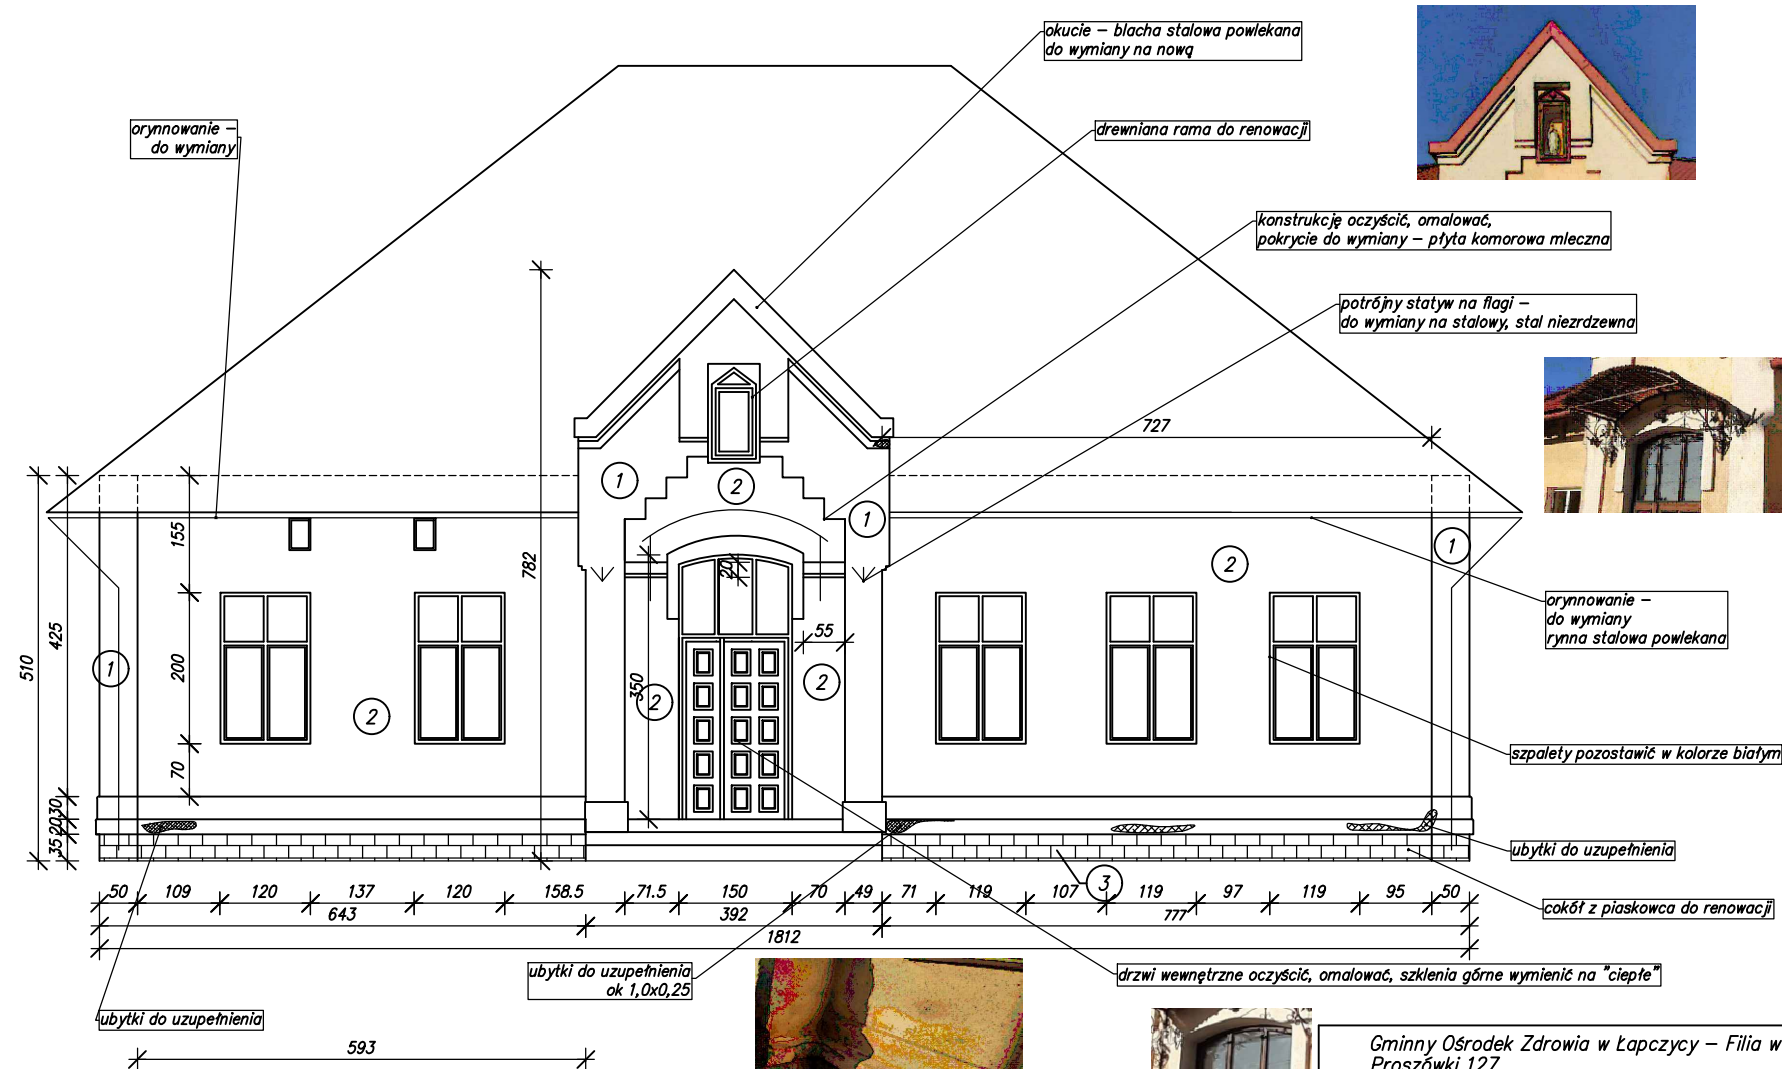 okucie – blacha stalowa powlekana
do wymiany na nową
orynnowanie –
do wymiany
drewniana rama do renowacji
konstrukcję oczyścić, omalować,
pokrycie do wymiany – płyta komorowa mleczna
potrójny statyw na flagi –
do wymiany na stalowy, stal niezrdzewna
727
1
2
1
1
2
155
782
20
425
510
200
350
55
1
2
2
2
70
orynnowanie –
do wymiany
rynna stalowa powlekana
szpalety pozostawić w kolorze białym
30
20
35
ubytki do uzupełnienia
3
50 109 120 137 120 158.5 71.5 150 70 49 71 119 107 119 97 119 95 50
cokół z piaskowca do renowacji
643 392 777
1812
ubytki do uzupełnienia
ok 1,0x0,25
drzwi wewnętrzne oczyścić, omalować, szklenia górne wymienić na "ciepłe"
ubytki do uzupełnienia
593
Gminny Ośrodek Zdrowia w Łapczycy – Filia w
Proszówki 127